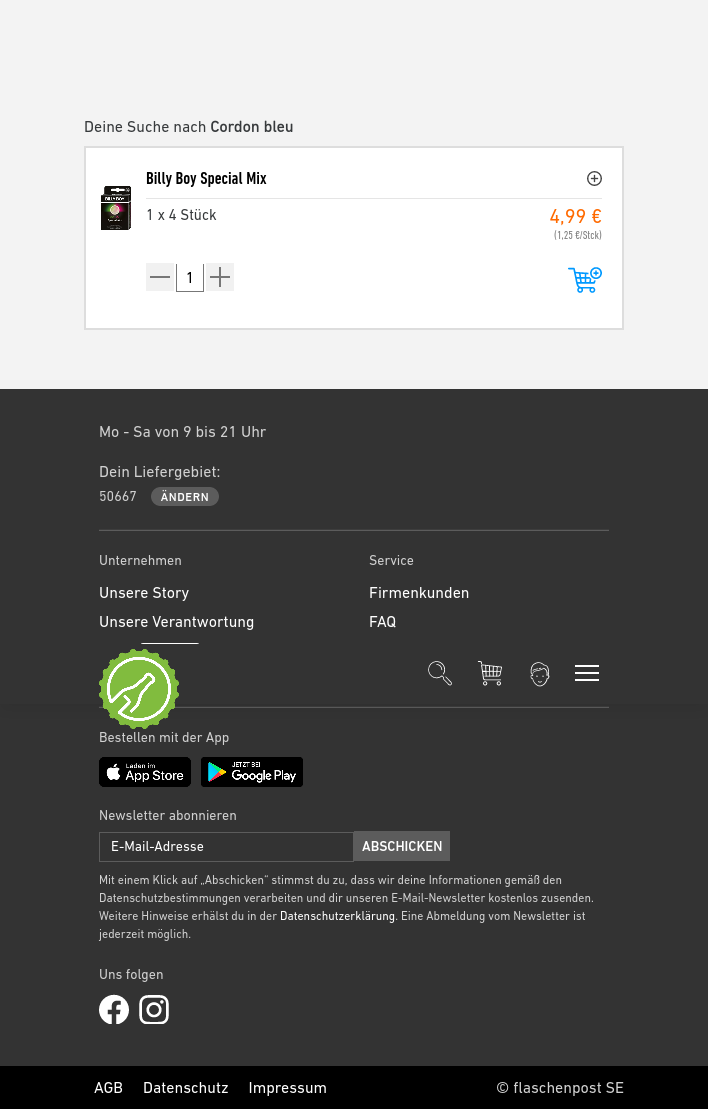 Deine Suche nach Cordon bleu
Billy Boy Special Mix
BILLY BOY
1 x 4 Stück
4,99 €
(1,25 €/Stck)
1
Mo - Sa von 9 bis 21 Uhr
Dein Liefergebiet:
50667 ÄNDERN
Unternehmen
Service
Unsere Story
Firmenkunden
Unsere Verantwortung
FAQ
Bestellen mit der App
Laden im
App Store
JETZT BEI
Google Play
Newsletter abonnieren
E-Mail-Adresse
ABSCHICKEN
Mit einem Klick auf „Abschicken“ stimmst du zu, dass wir deine Informationen gemäß den
Datenschutzbestimmungen verarbeiten und dir unseren E-Mail-Newsletter kostenlos zusenden.
Weitere Hinweise erhälst du in der Datenschutzerklärung. Eine Abmeldung vom Newsletter ist
jederzeit möglich.
Uns folgen
AGB Datenschutz Impressum
© flaschenpost SE